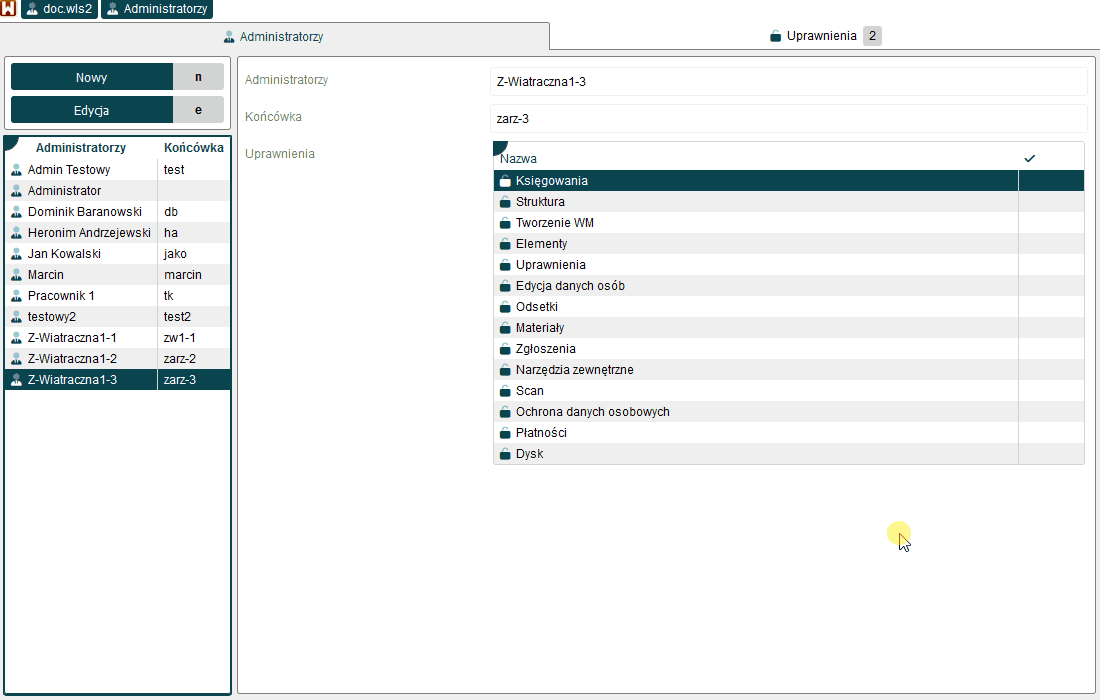 W doc.wls2 Administratorzy
Administratorzy
Uprawnienia 2
Nowy n
Edycja e
Administratorzy Końcówka
Admin Testowy test
Administrator
Dominik Baranowski db
Heronim Andrzejewski ha
Jan Kowalski jako
Marcin marcin
Pracownik 1 tk
testowy2 test2
Z-Wiatraczna1-1 zw1-1
Z-Wiatraczna1-2 zarz-2
Z-Wiatraczna1-3 zarz-3
Administratorzy Z-Wiatraczna1-3
Końcówka zarz-3
Uprawnienia
Nazwa
Księgowania
Struktura
Tworzenie WM
Elementy
Uprawnienia
Edycja danych osób
Odsetki
Materiały
Zgłoszenia
Narzędzia zewnętrzne
Scan
Ochrona danych osobowych
Płatności
Dysk